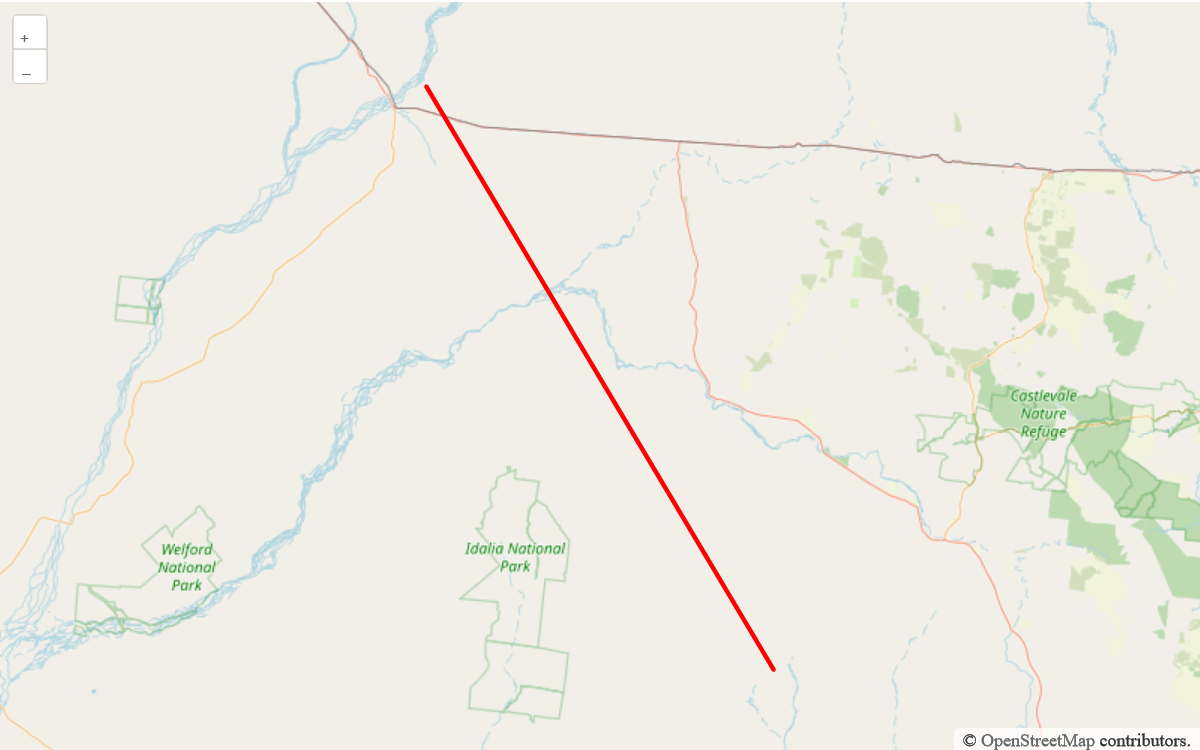 +
–
Castlevale
Nature
Refuge
Idalia National
Park
Welford
National
Park
© OpenStreetMap contributors.